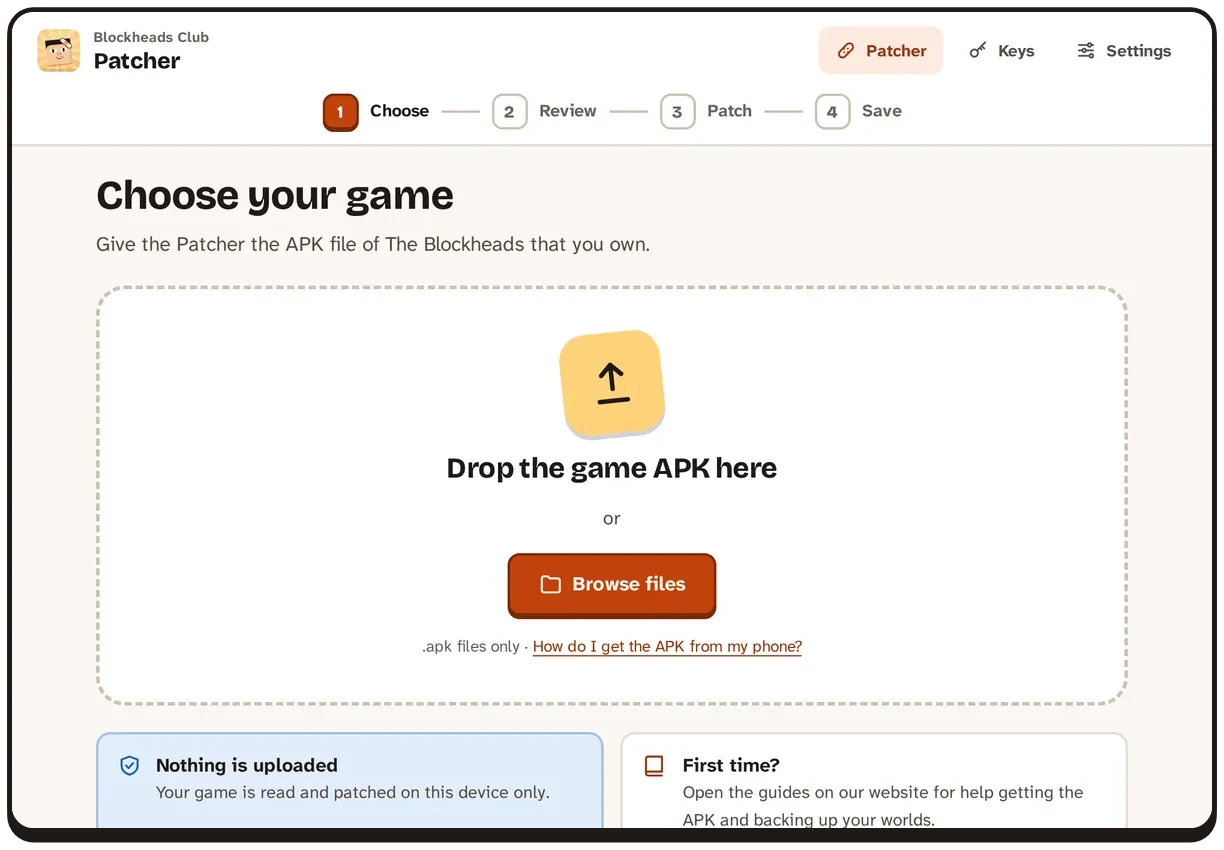 Blockheads Club
Patcher
Patcher
Keys
Settings
1 Choose
2 Review
3 Patch
4 Save
Choose your game
Give the Patcher the APK file of The Blockheads that you own.
Drop the game APK here
or
Browse files
.apk files only · How do I get the APK from my phone?
Nothing is uploaded
Your game is read and patched on this device only.
First time?
Open the guides on our website for help getting the
APK and backing up your worlds.